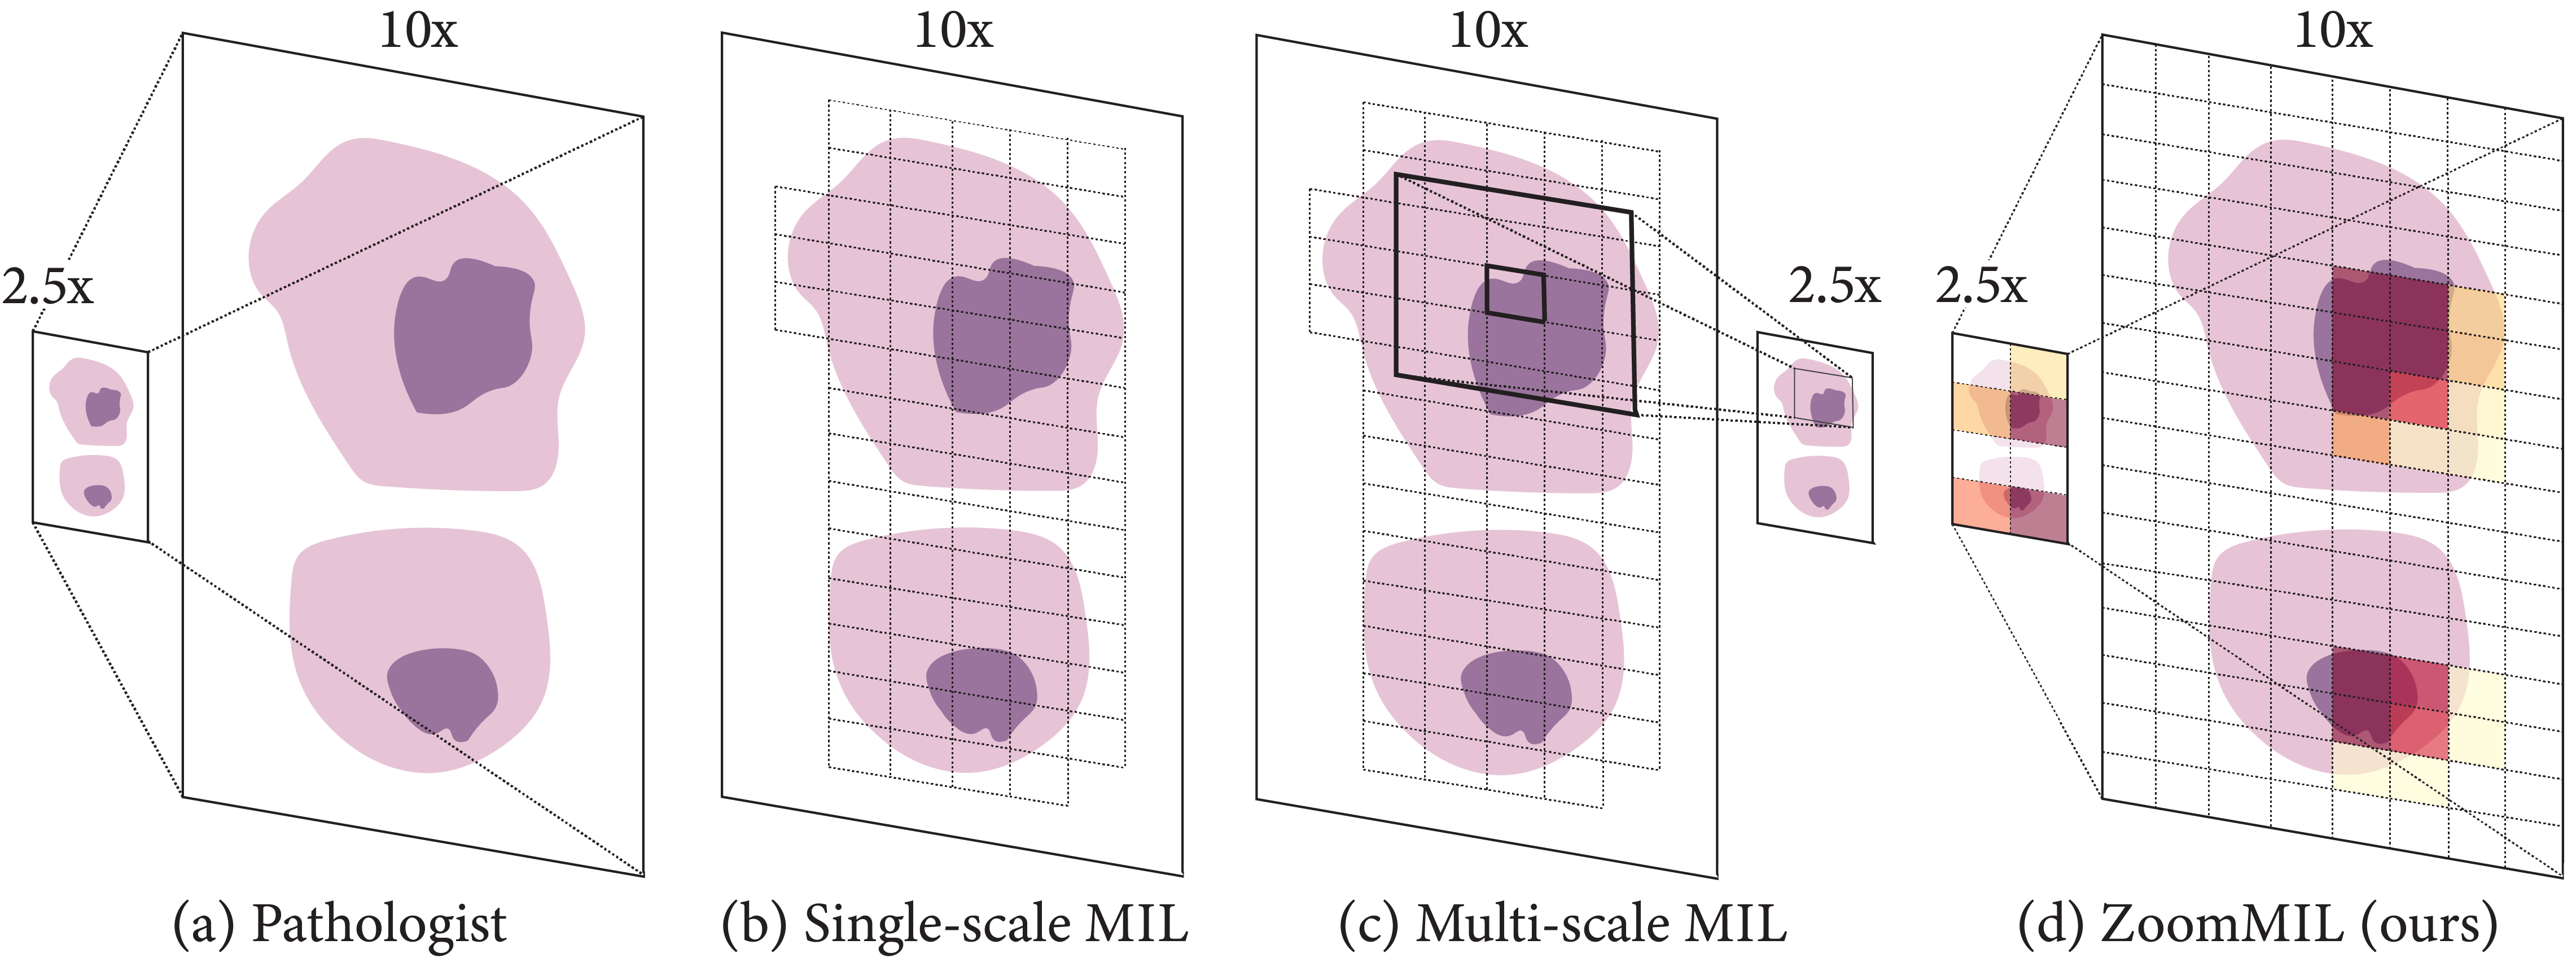 10x
10x
10x
10x
2.5x
2.5x
2.5x
(a) Pathologist
(b) Single-scale MIL
(c) Multi-scale MIL
(d) ZoomMIL (ours)